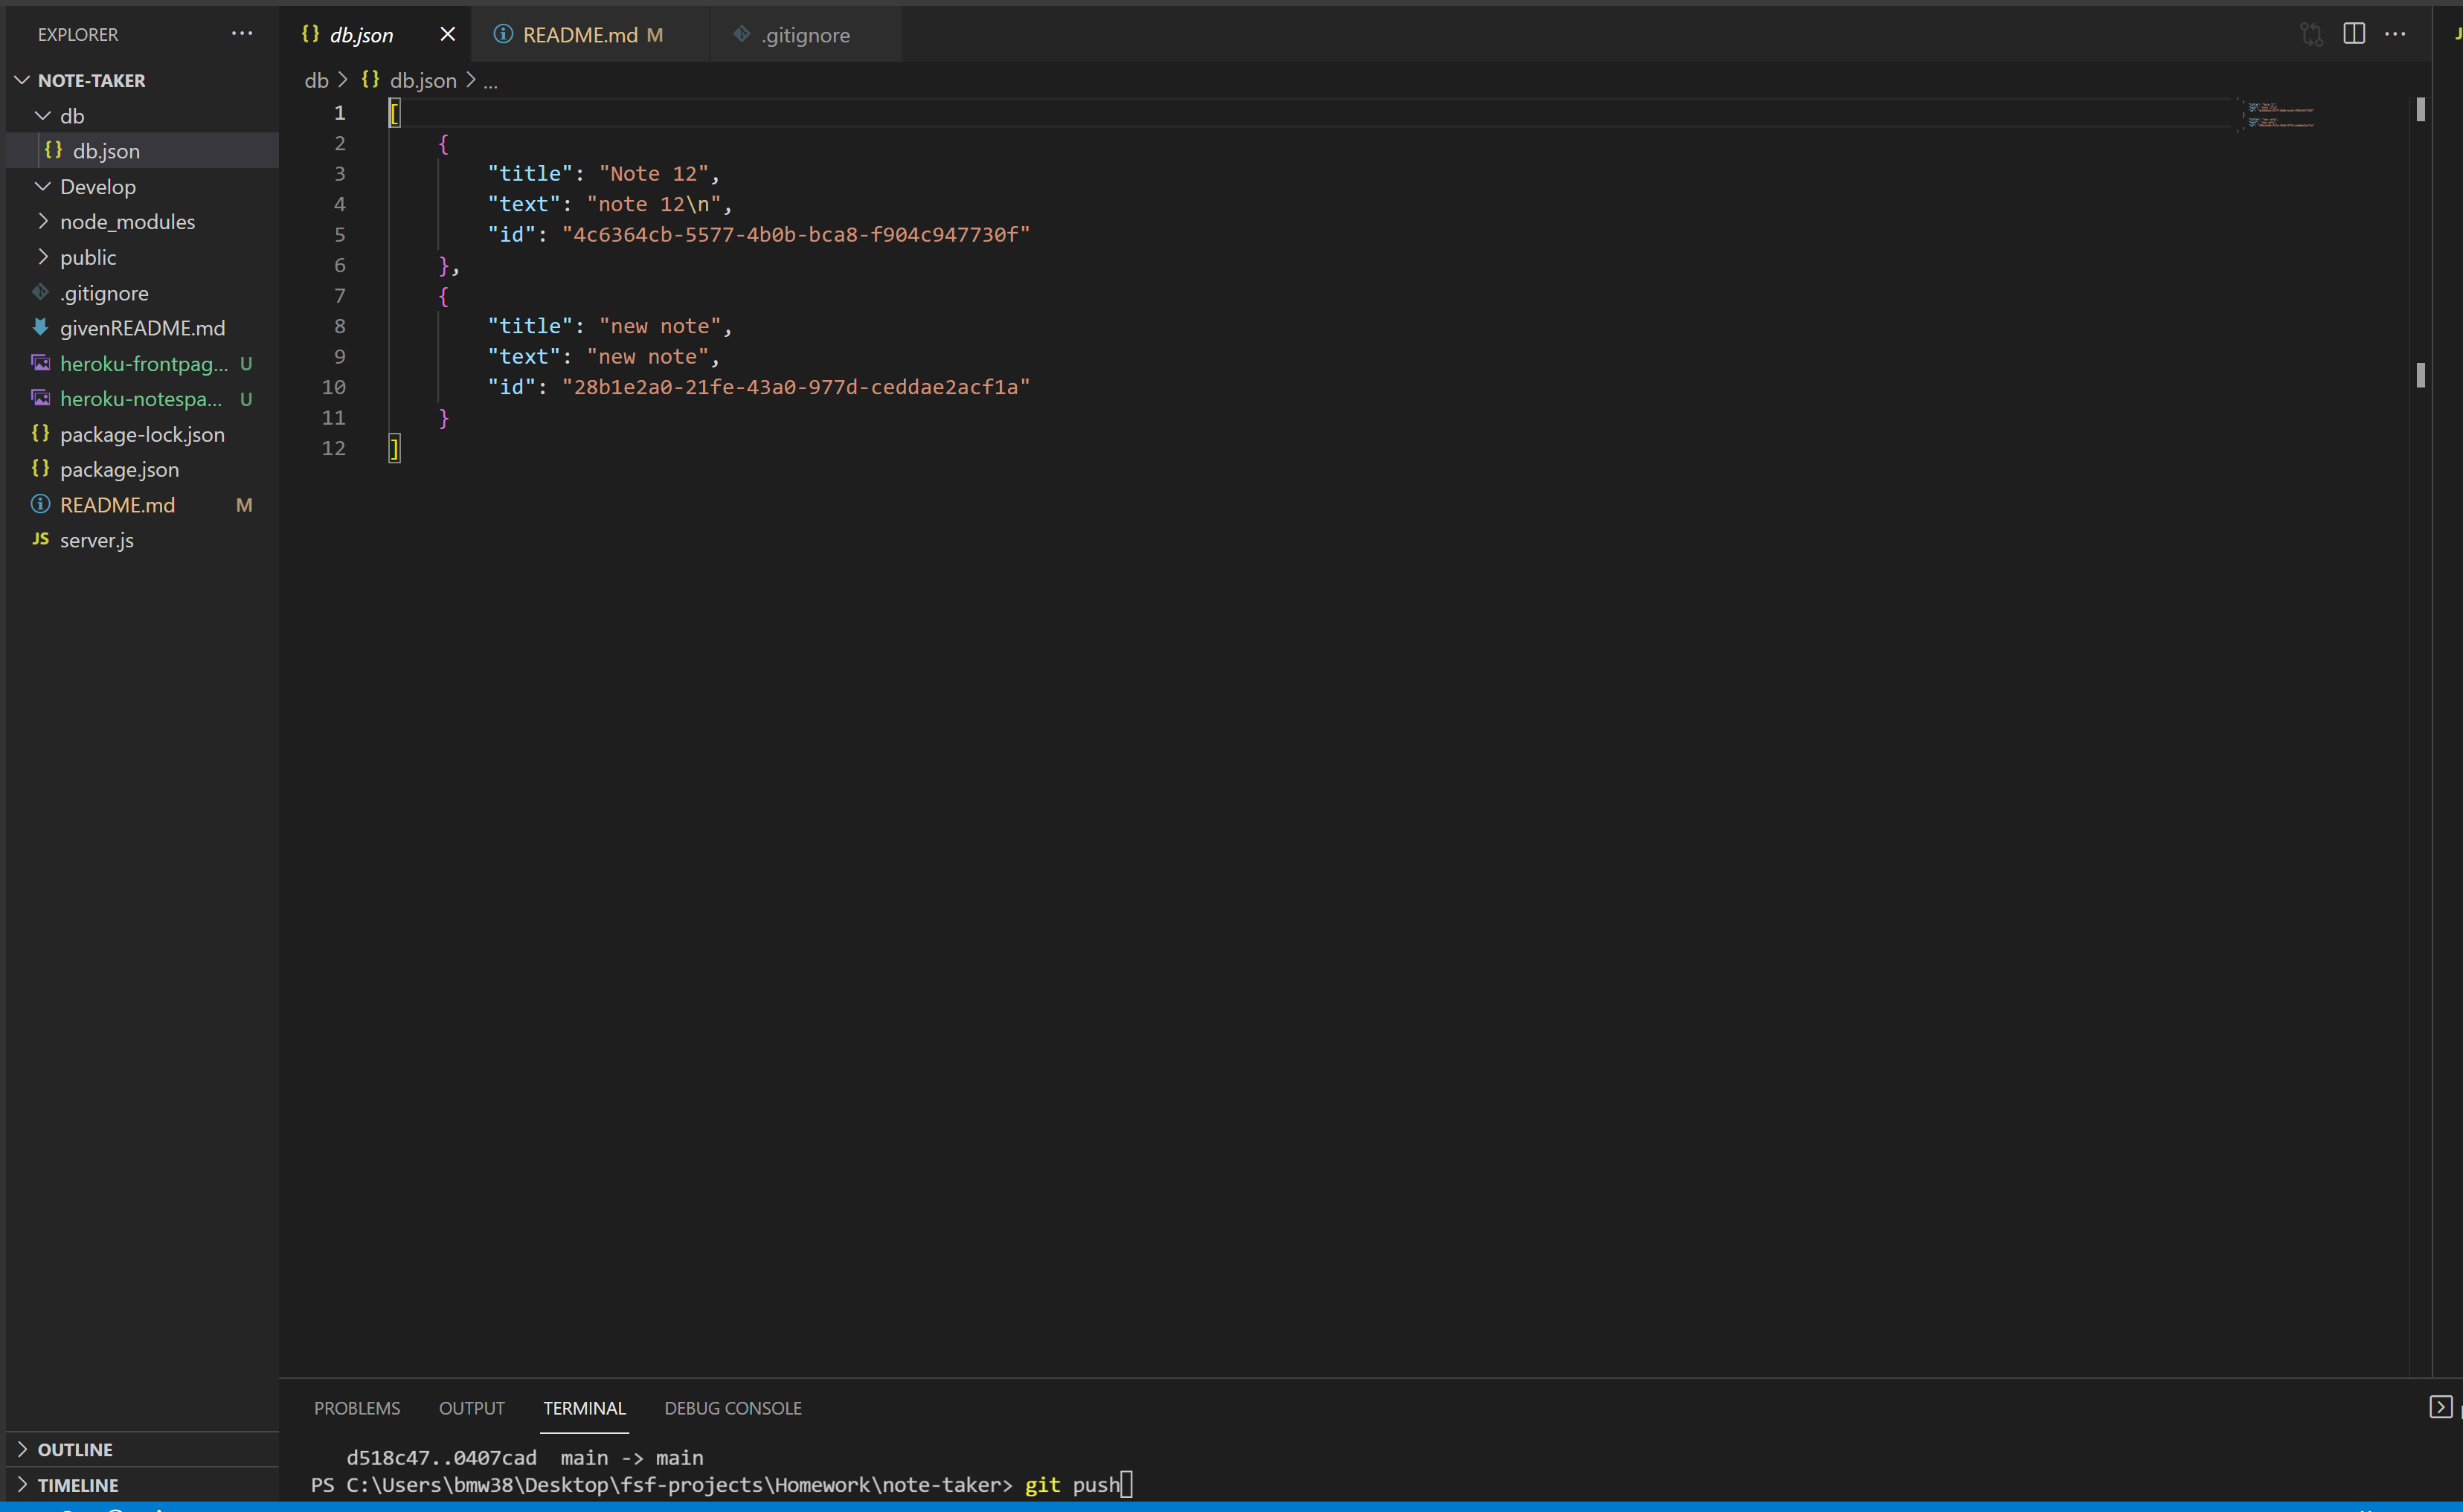 EXPLORER
NOTE-TAKER
db
{} db.json
Develop
node_modules
public
.gitignore
givenREADME.md
heroku-frontpag... U
heroku-notespa... U
{} package-lock.json
{} package.json
README.md M
JS server.js
OUTLINE
TIMELINE
{} db.json
README.md M
.gitignore
db > {} db.json > ...
1 [
2 {
3 "title": "Note 12",
4 "text": "note 12\n",
5 "id": "4c6364cb-5577-4b0b-bca8-f904c947730f"
6 },
7 {
8 "title": "new note",
9 "text": "new note",
10 "id": "28b1e2a0-21fe-43a0-977d-ceddae2acf1a"
11 }
12 ]
PROBLEMS OUTPUT TERMINAL DEBUG CONSOLE
d518c47..0407cad main -> main
PS C:\Users\bmw38\Desktop\fsf-projects\Homework\note-taker> git push